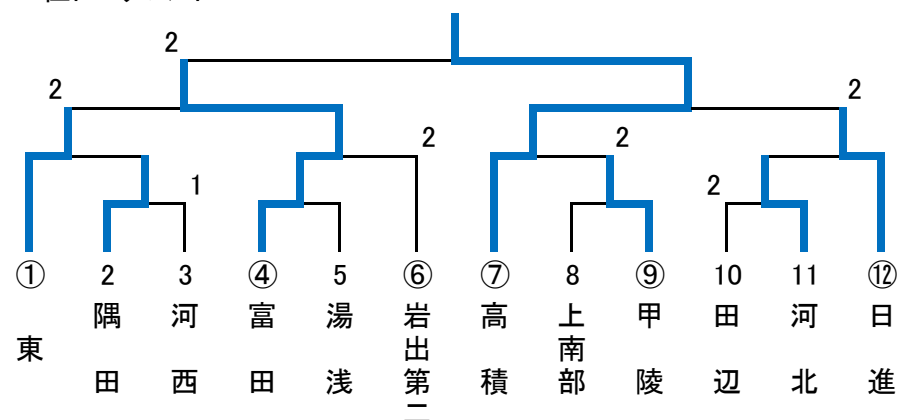 2
2
2
2
2
1
2
① 2 3 ④ 5 ⑥ ⑦ 8 ⑨ 10 11 ⑫
東
隅田
河西
富田
湯浅
岩出第
高積
上南部
甲陵
田辺
河北
日進